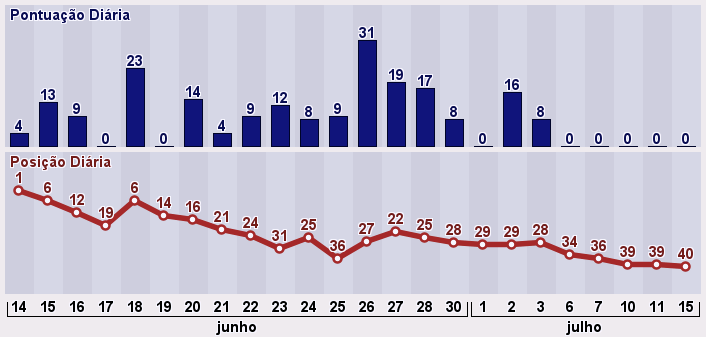 Pontuação Diária
4 13 9 0 23 0 14 4 9 12 8 9 31 19 17 8 0 16 8 0 0 0 0 0
Posição Diária
1 6 12 19 6 14 16 21 24 31 25 36 27 22 25 28 29 29 28 34 36 39 39 40
14 15 16 17 18 19 20 21 22 23 24 25 26 27 28 30 1 2 3 6 7 10 11 15
junho julho